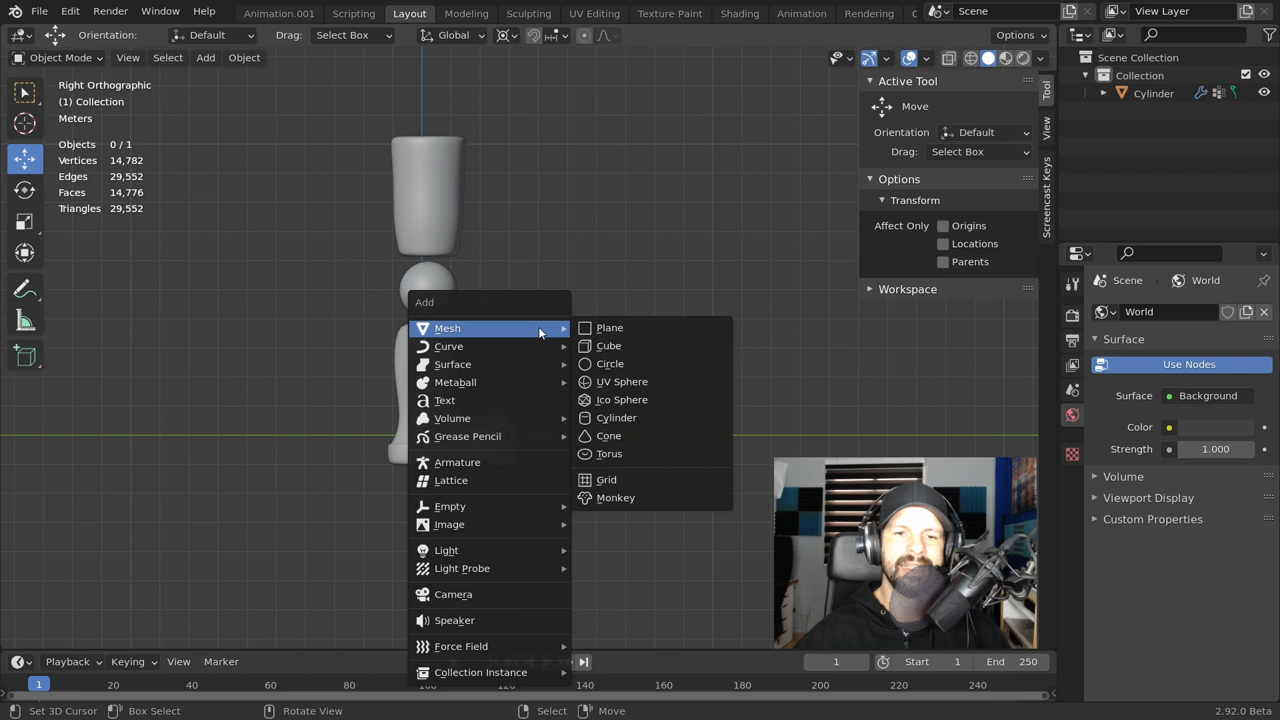 File Edit Render Window Help Animation.001 Scripting Layout Modeling Sculpting UV Editing Texture Paint Shading Animation Rendering Scene View Layer
Orientation: Default Drag: Select Box Global Options
Object Mode View Select Add Object
Right Orthographic
(1) Collection
Meters
Objects 0 / 1
Vertices 14,782
Edges 29,552
Faces 14,776
Triangles 29,552
Add
Mesh
Curve
Surface
Metaball
Text
Volume
Grease Pencil
Armature
Lattice
Empty
Image
Light
Light Probe
Camera
Speaker
Force Field
Collection Instance
Plane
Cube
Circle
UV Sphere
Ico Sphere
Cylinder
Cone
Torus
Grid
Monkey
Active Tool
Move
Orientation Default
Drag: Select Box
Options
Transform
Affect Only Origins
Locations
Parents
Workspace
Tool
View
Screencast Keys
Scene Collection
Collection
Cylinder
Scene World
World
Surface
Use Nodes
Surface Background
Color
Strength 1.000
Volume
Viewport Display
Custom Properties
Playback Keying View Marker 1 Start 1 End 250
1 20 40 60 80 100 120 140 160 180 200 220 240
Set 3D Cursor Box Select Rotate View Select Move 2.92.0 Beta